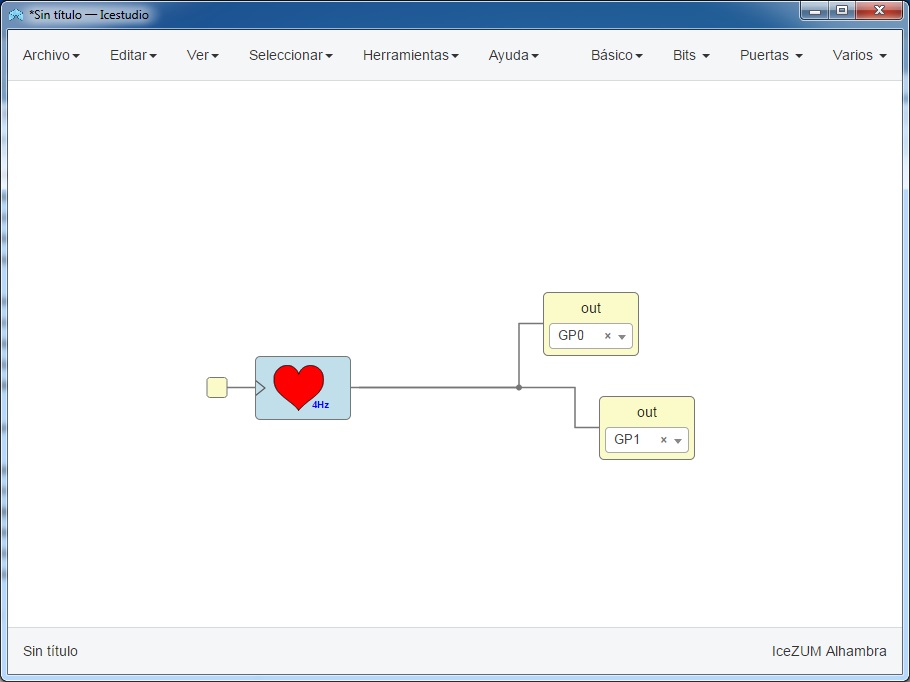 *Sin título — Icestudio
Archivo Editar Ver Seleccionar Herramientas Ayuda Básico Bits Puertas Varios
out
GP0 ×
4Hz
out
GP1 ×
Sin título IceZUM Alhambra